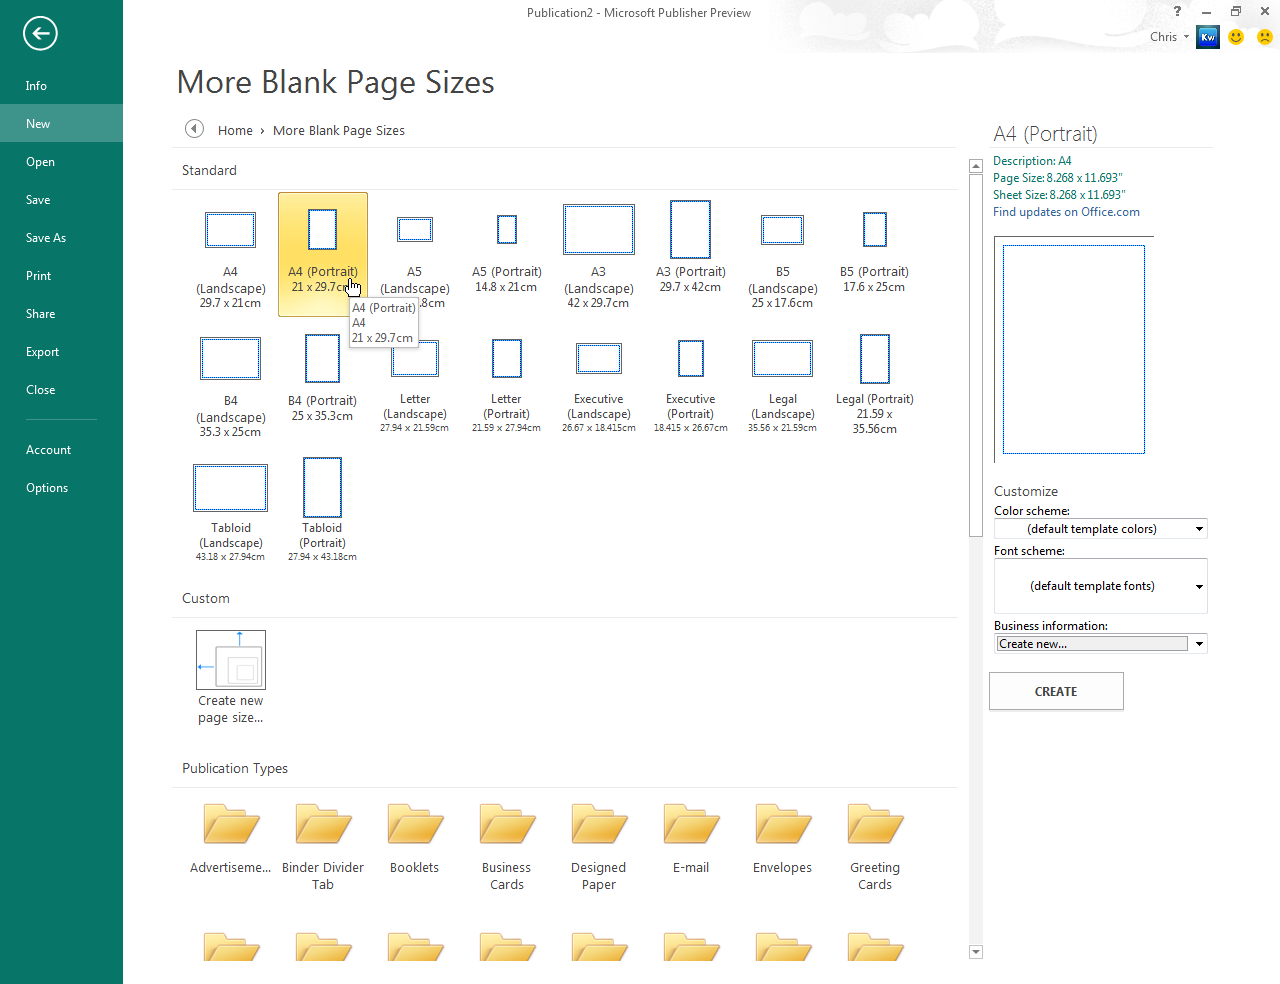 Publication2 - Microsoft Publisher Preview
?
Chris
Kw
Info
New
Open
Save
Save As
Print
Share
Export
Close
Account
Options
More Blank Page Sizes
Home › More Blank Page Sizes
Standard
A4
(Landscape)
29.7 x 21cm
A4 (Portrait)
21 x 29.7cm
A5
(Landscape)
.8cm
A5 (Portrait)
14.8 x 21cm
A3
(Landscape)
42 x 29.7cm
A3 (Portrait)
29.7 x 42cm
B5
(Landscape)
25 x 17.6cm
B5 (Portrait)
17.6 x 25cm
A4 (Portrait)
A4
21 x 29.7cm
B4
(Landscape)
35.3 x 25cm
B4 (Portrait)
25 x 35.3cm
Letter
(Landscape)
27.94 x 21.59cm
Letter
(Portrait)
21.59 x 27.94cm
Executive
(Landscape)
26.67 x 18.415cm
Executive
(Portrait)
18.415 x 26.67cm
Legal
(Landscape)
35.56 x 21.59cm
Legal (Portrait)
21.59 x
35.56cm
Tabloid
(Landscape)
43.18 x 27.94cm
Tabloid
(Portrait)
27.94 x 43.18cm
Custom
Create new
page size...
Publication Types
Advertiseme...
Binder Divider
Tab
Booklets
Business
Cards
Designed
Paper
E-mail
Envelopes
Greeting
Cards
A4 (Portrait)
Description: A4
Page Size: 8.268 x 11.693"
Sheet Size: 8.268 x 11.693"
Find updates on Office.com
Customize
Color scheme:
(default template colors)
Font scheme:
(default template fonts)
Business information:
Create new...
CREATE